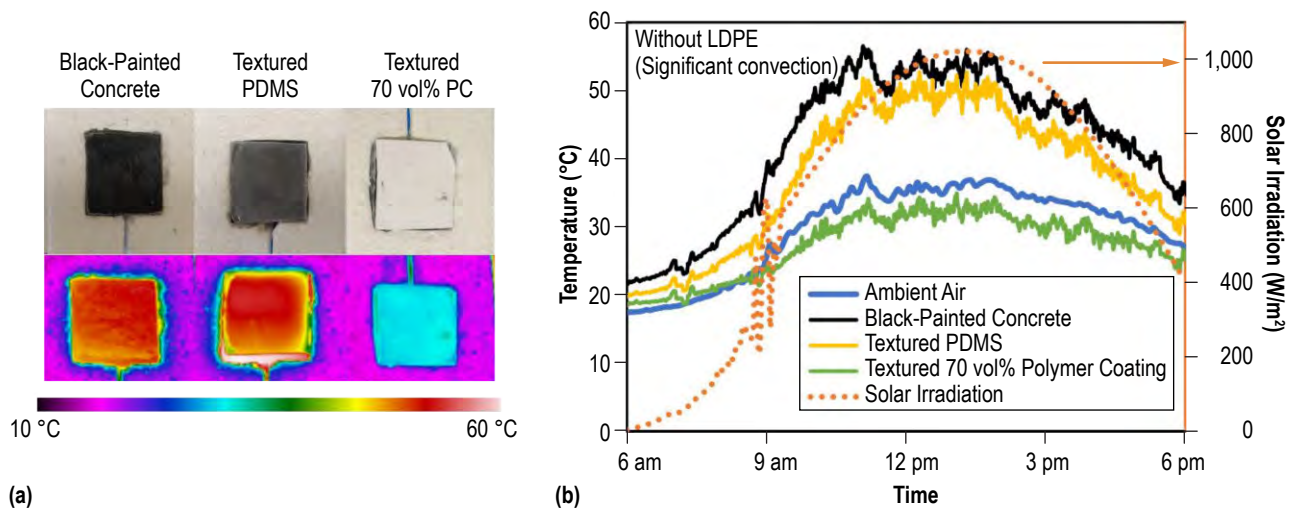 Black-Painted
Concrete
Textured
PDMS
Textured
70 vol% PC
10 °C
60 °C
(a)
60
50
40
30
20
10
0
Temperature (°C)
Without LDPE
(Significant convection)
Ambient Air
Black-Painted Concrete
Textured PDMS
Textured 70 vol% Polymer Coating
Solar Irradiation
1,000
800
600
400
200
0
Solar Irradiation (W/m²)
6 am
9 am
12 pm
3 pm
6 pm
Time
(b)